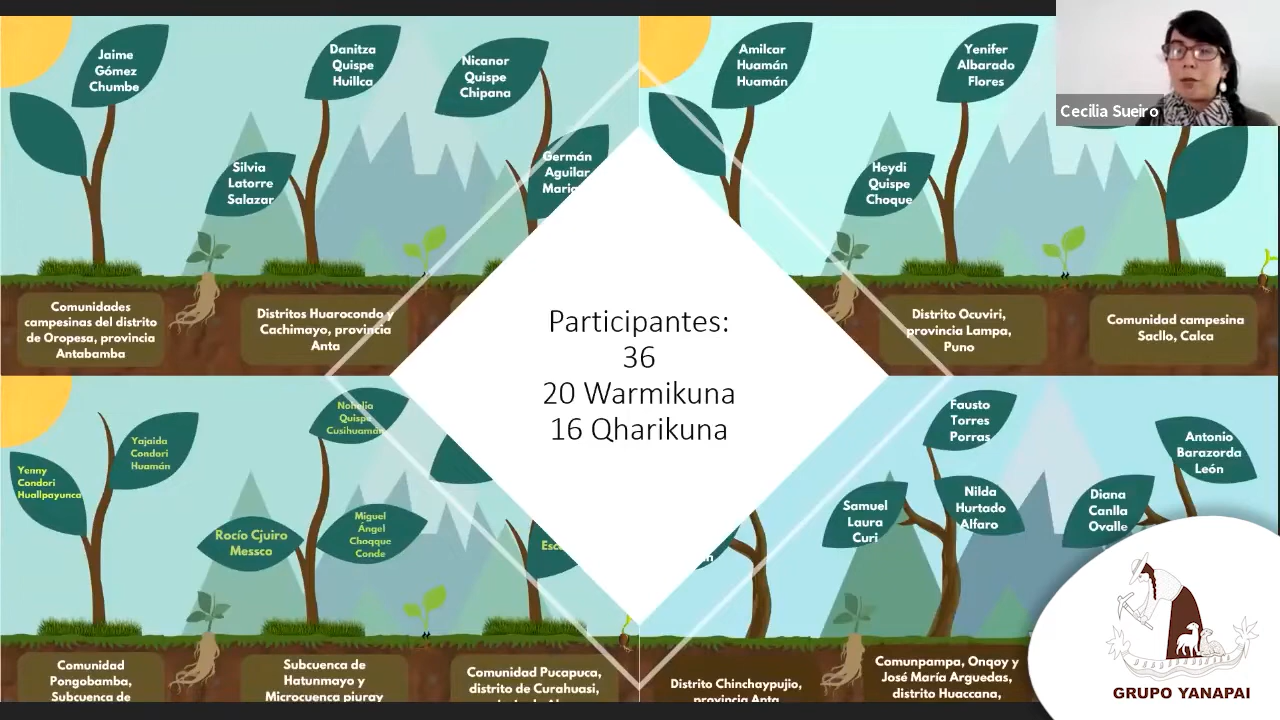 Jaime
Gómez
Chumbe
Danitza
Quispe
Huillca
Nicanor
Quispe
Chipana
Silvia
Latorre
Salazar
Germán
Aguilar
Comunidades
campesinas del distrito
de Oropesa, provincia
Antabamba
Distritos Huarocondo y
Cachimayo, provincia
Anta
Amilcar
Huamán
Huamán
Yenifer
Albarado
Flores
Heydi
Quispe
Choque
Cecilia Sueiro
Distrito Ocuviri,
provincia Lampa,
Puno
Comunidad campesina
Sacllo, Calca
Participantes:
36
20 Warmikuna
16 Qharikuna
Yenny
Condori
Huallpayunca
Yajaida
Condori
Huamán
Nohelia
Quispe
Cusihuamán
Rocío Cjuiro
Messco
Miguel
Ángel
Choqque
Conde
Comunidad
Pongobamba,
Subcuenca de
Subcuenca de
Hatunmayo y
Microcuenca piuray
Comunidad Pucapuca,
distrito de Curahuasi,
Fausto
Torres
Porras
Samuel
Laura
Curi
Nilda
Hurtado
Alfaro
Diana
Canlla
Ovalle
Antonio
Barazorda
León
Distrito Chinchaypujio,
provincia Anta
Comunpampa, Onqoy y
José María Arguedas,
distrito Huaccana,
GRUPO YANAPAI